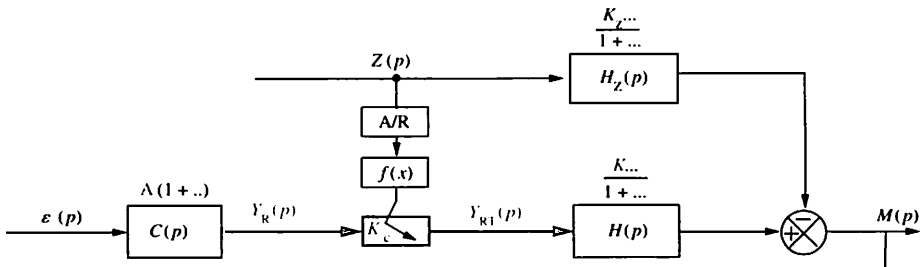 K_Z...
1 + ...
Z(p)
H_Z(p)
A/R
f(x)
A(1 + ..)
K...
1 + ...
ε(p)
C(p)
Y_R(p)
K_c
Y_R1(p)
H(p)
+
−
M(p)